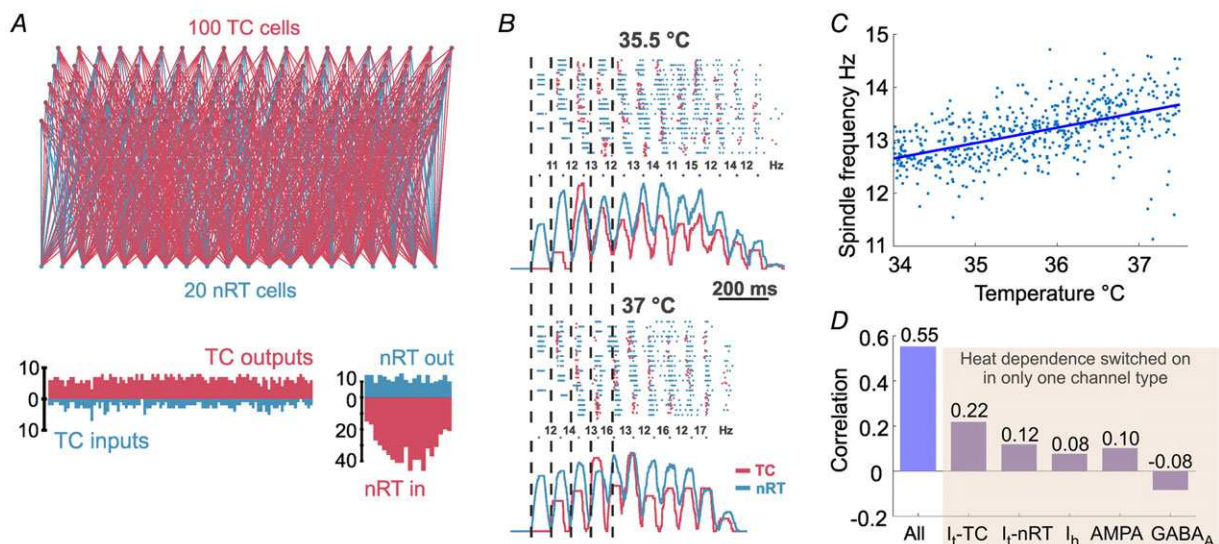 A
100 TC cells
20 nRT cells
10
0
10
TC outputs
TC inputs
nRT out
10
0
20
40
nRT in
B
35.5 °C
11 12 13 12 13 14 11 15 12 14 12 Hz
200 ms
37 °C
12 14 13 16 13 12 16 12 17 Hz
TC
nRT
C
Spindle frequency Hz
15
14
13
12
11
34 35 36 37
Temperature °C
D
Correlation
0.6
0.4
0.2
0
-0.2
Heat dependence switched on
in only one channel type
0.55
0.22
0.12
0.08
0.10
-0.08
All It-TC It-nRT Ih AMPA GABAA